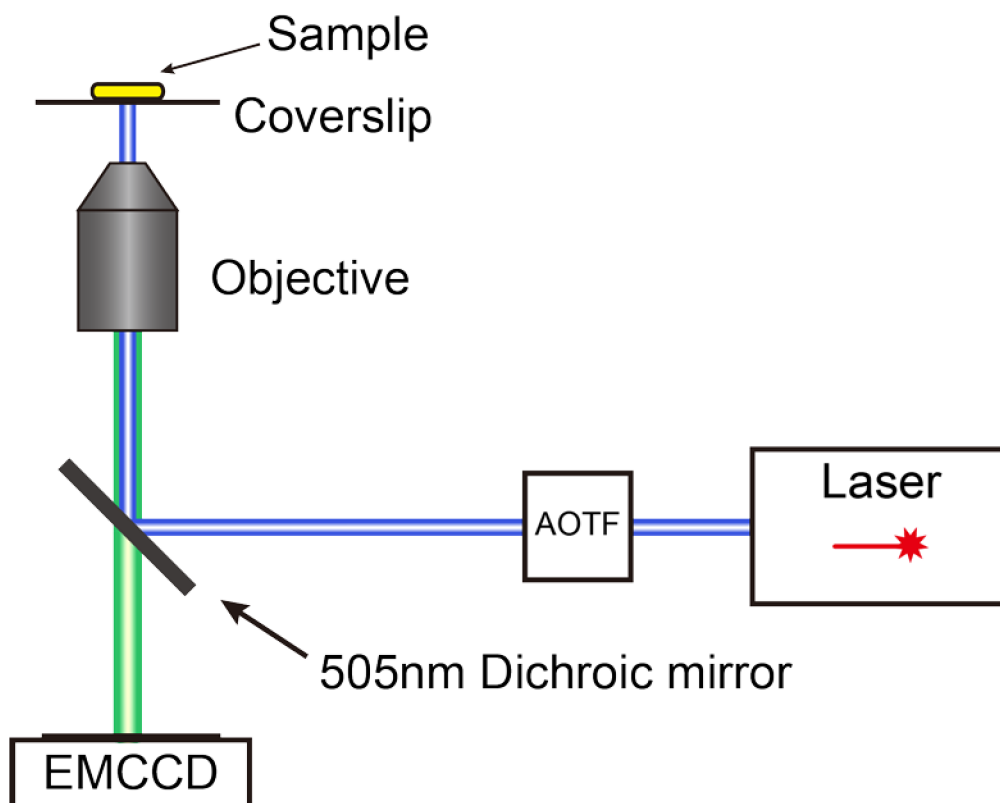 Sample
Coverslip
Objective
Laser
AOTF
505nm Dichroic mirror
EMCCD